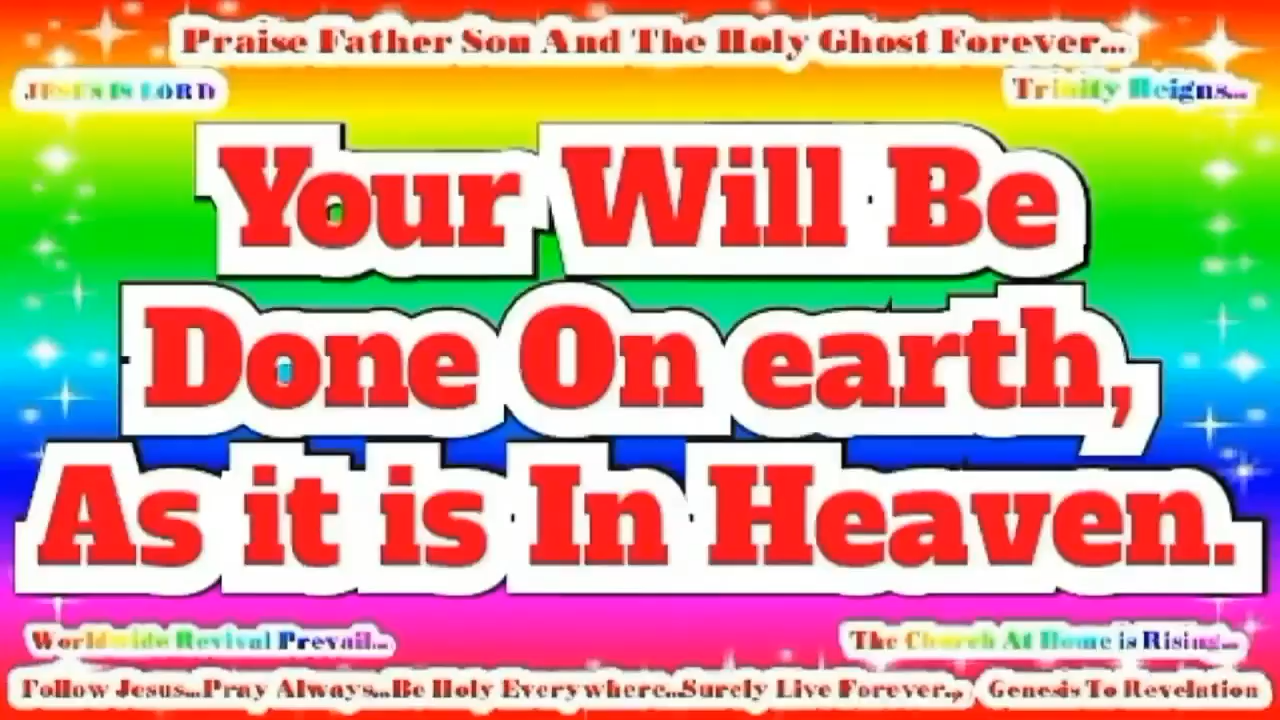 Praise Father Son And The Holy Ghost Forever...
JESUS IS LORD
Trinity Reigns...
Your Will Be
Done On earth,
As it is In Heaven.
Worldwide Revival Prevail...
The Church At Home is Rising...
Follow Jesus...Pray Always...Be Holy Everywhere...Surely Live Forever..., Genesis To Revelation